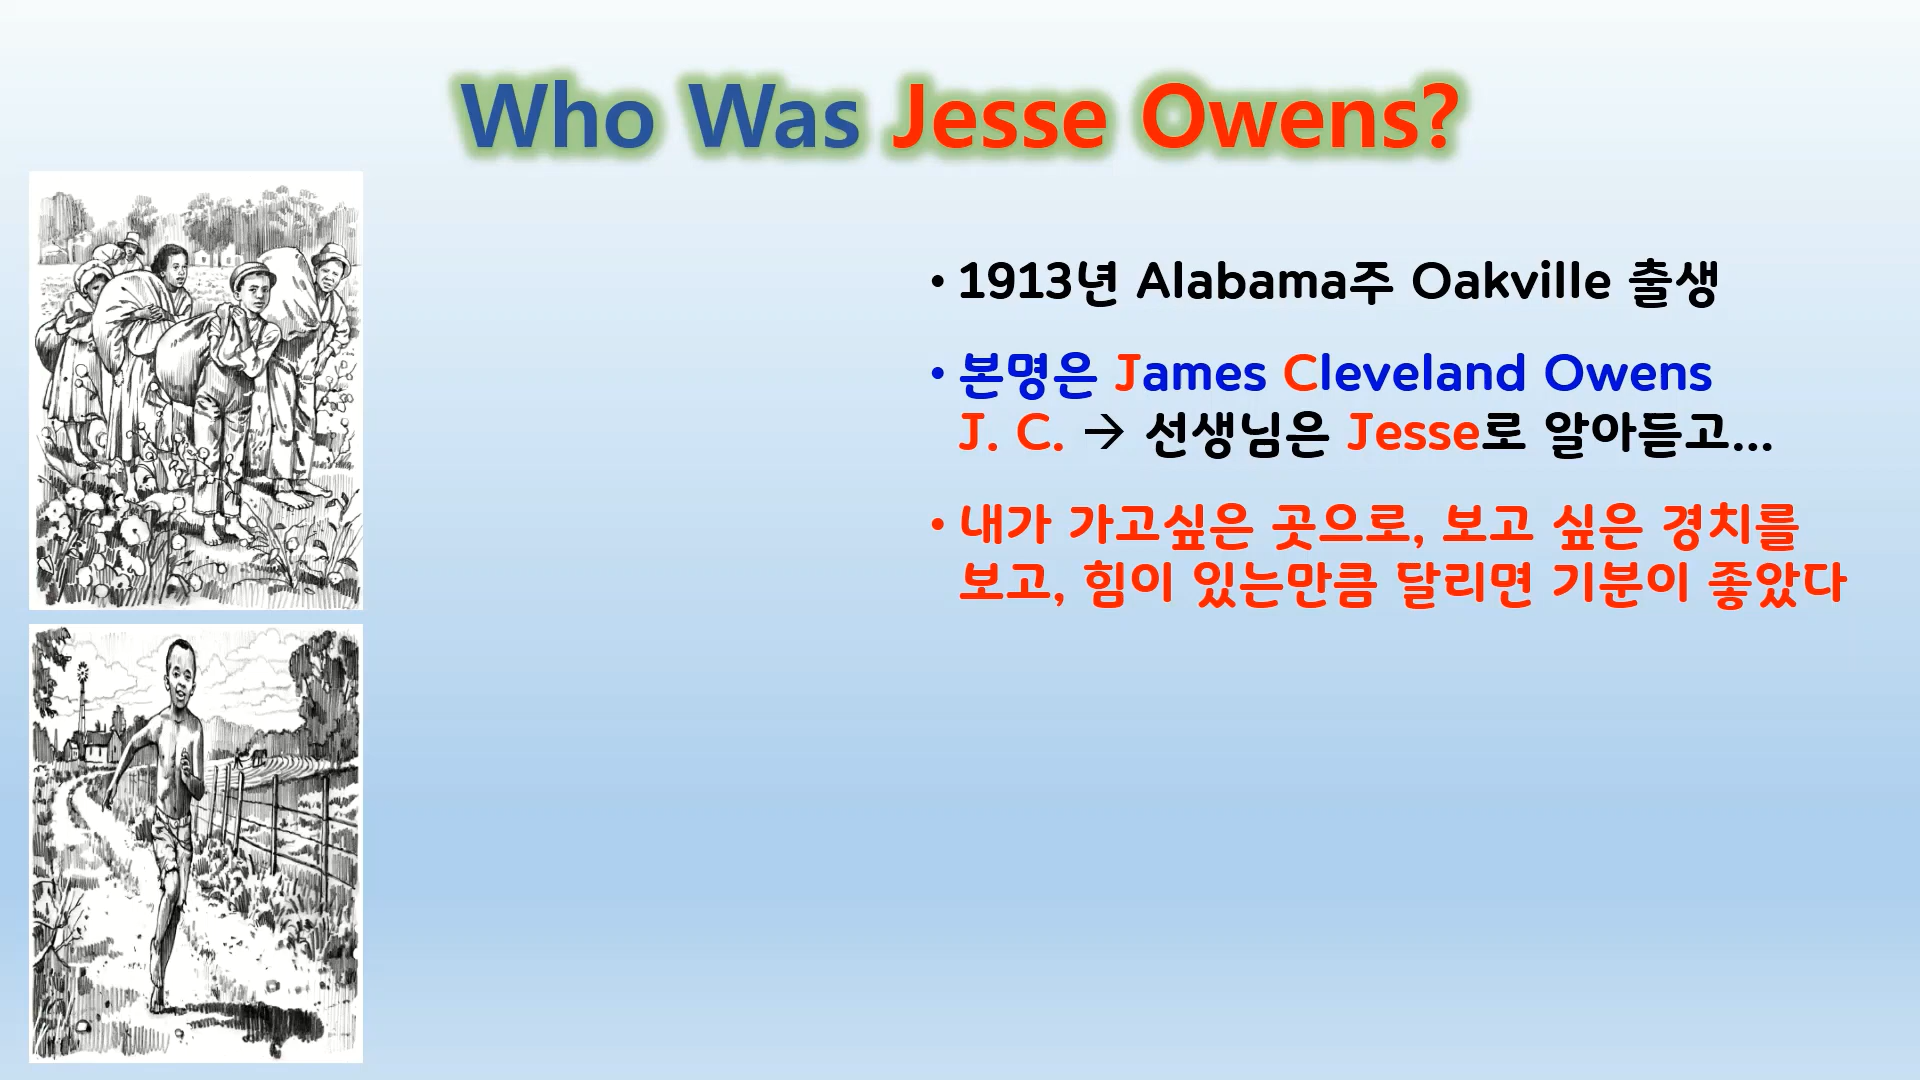 Who Was Jesse Owens?
• 1913년 Alabama주 Oakville 출생
• 본명은 James Cleveland Owens
J. C. → 선생님은 Jesse로 알아듣고...
• 내가 가고싶은 곳으로, 보고 싶은 경치를
보고, 힘이 있는만큼 달리면 기분이 좋았다